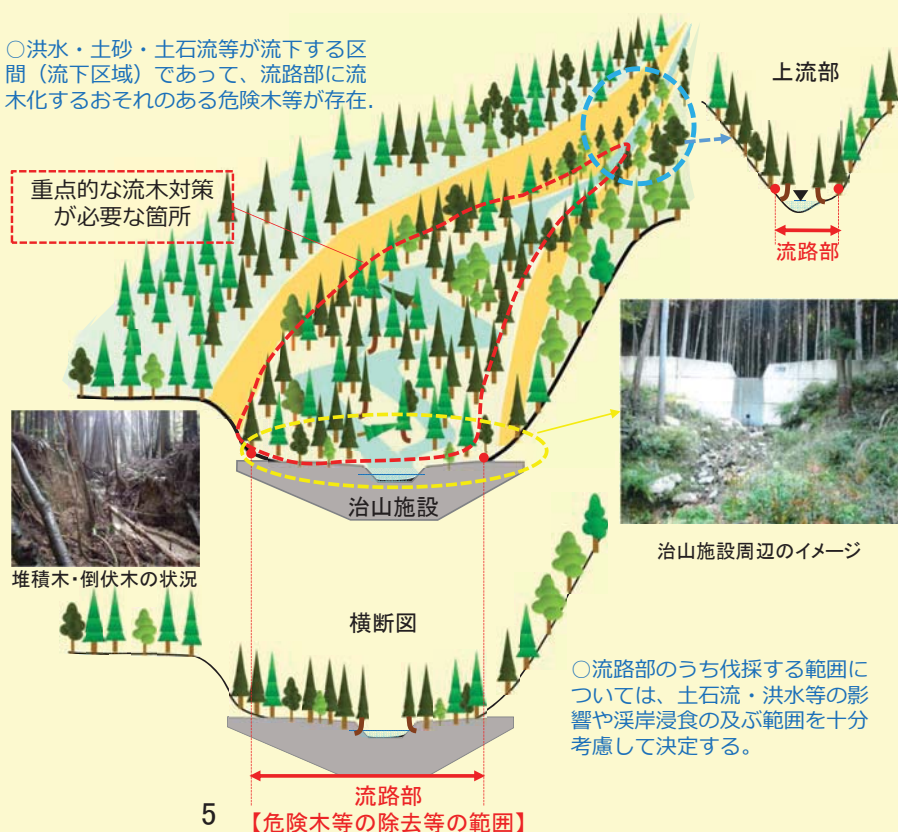 ○洪水・土砂・土石流等が流下する区
間（流下区域）であって、流路部に流
木化するおそれのある危険木等が存在.
上流部
重点的な流木対策
が必要な箇所
流路部
治山施設
治山施設周辺のイメージ
堆積木・倒伏木の状況
横断図
○流路部のうち伐採する範囲に
ついては、土石流・洪水等の影
響や渓岸浸食の及ぶ範囲を十分
考慮して決定する。
流路部
5
【危険木等の除去等の範囲】